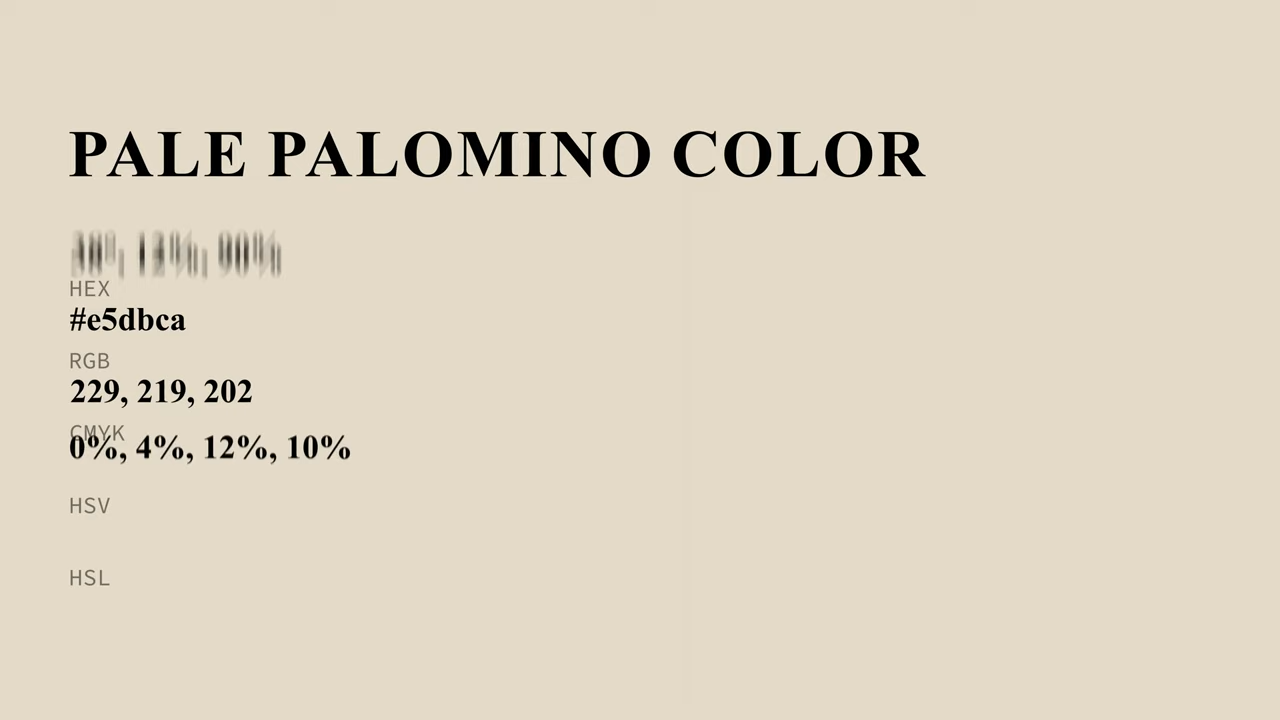 PALE PALOMINO COLOR
HEX
#e5dbca
RGB
229, 219, 202
CMYK
0%, 4%, 12%, 10%
HSV
HSL